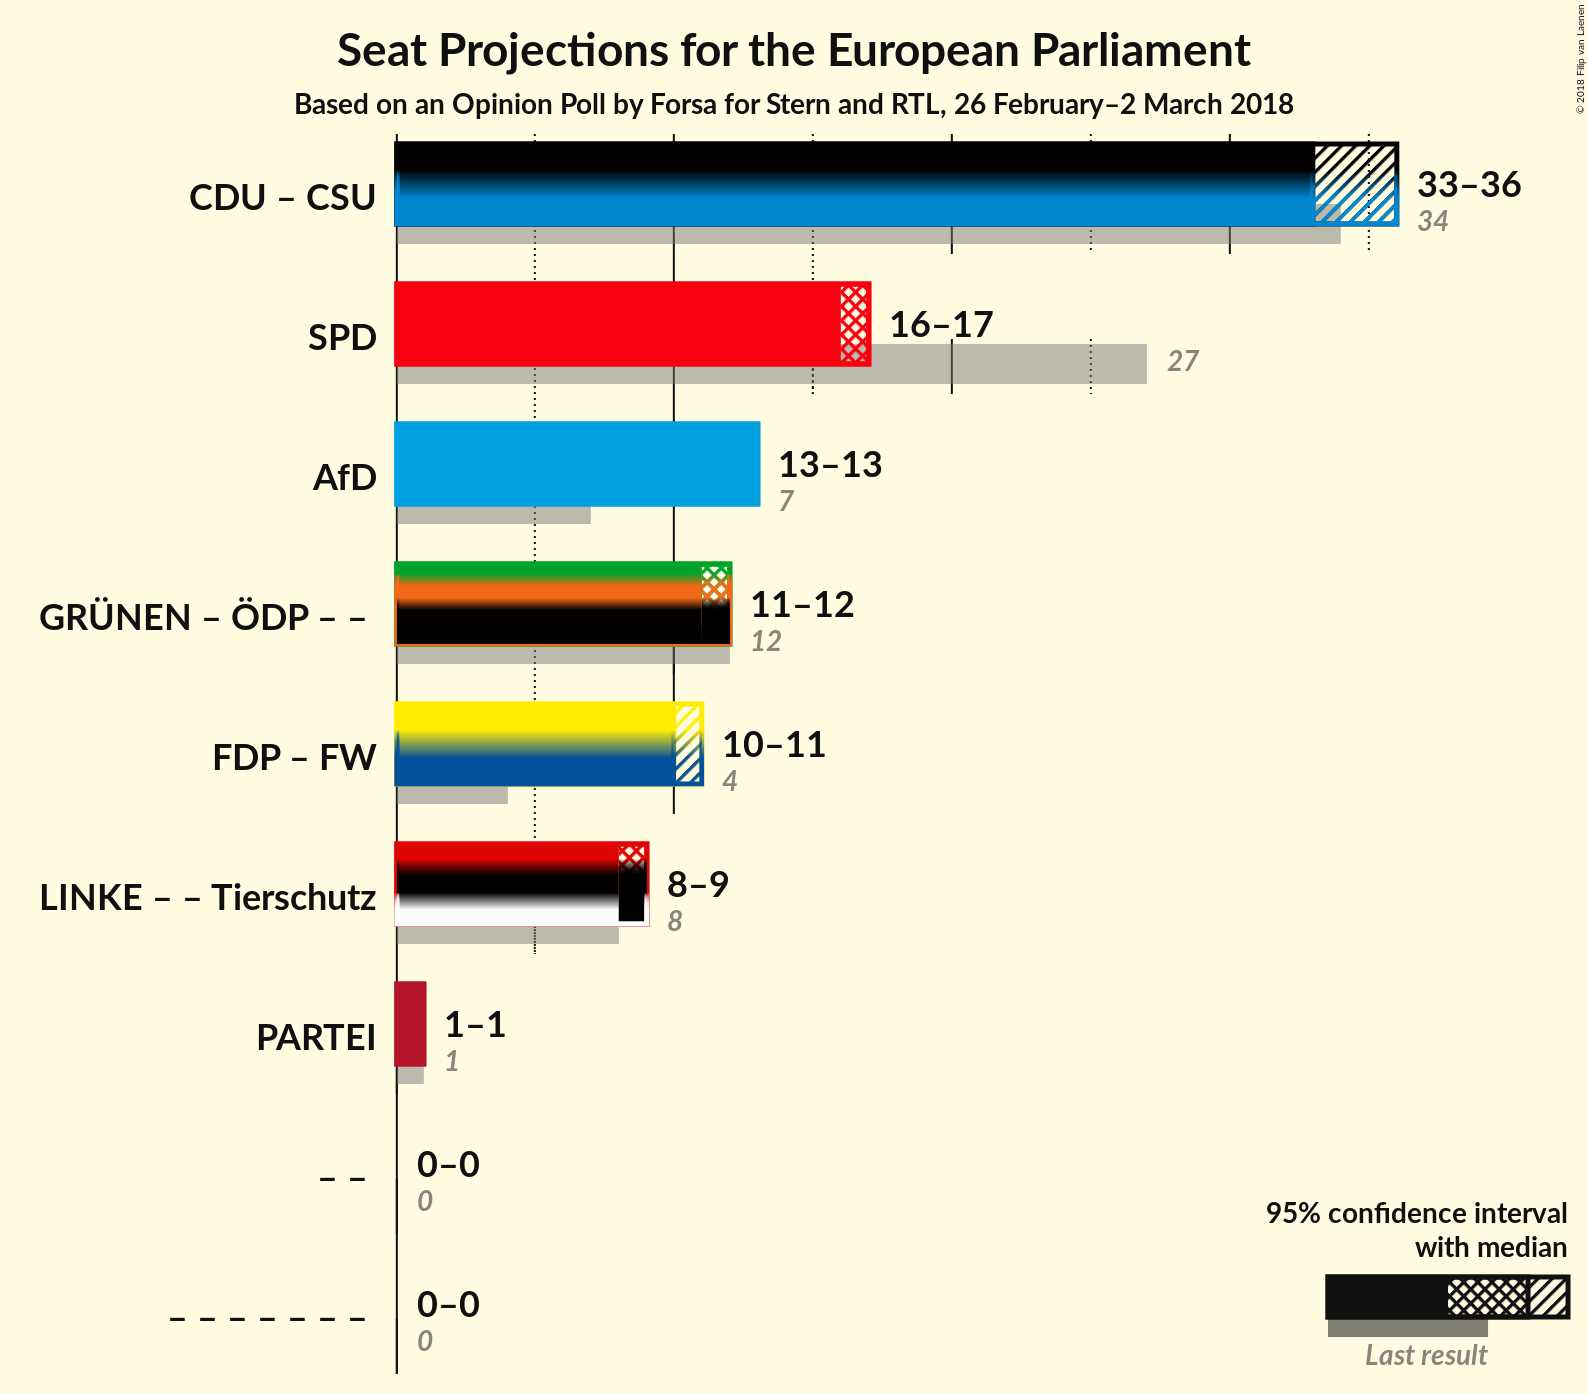 Seat Projections for the European Parliament
Based on an Opinion Poll by Forsa for Stern and RTL, 26 February–2 March 2018
© 2018 Filip van Laenen
CDU – CSU
33–36
34
SPD
16–17
27
AfD
13–13
7
GRÜNEN – ÖDP – –
11–12
12
FDP – FW
10–11
4
LINKE – – Tierschutz
8–9
8
PARTEI
1–1
1
– –
0–0
0
– – – – – – –
0–0
0
95% confidence interval
with median
Last result